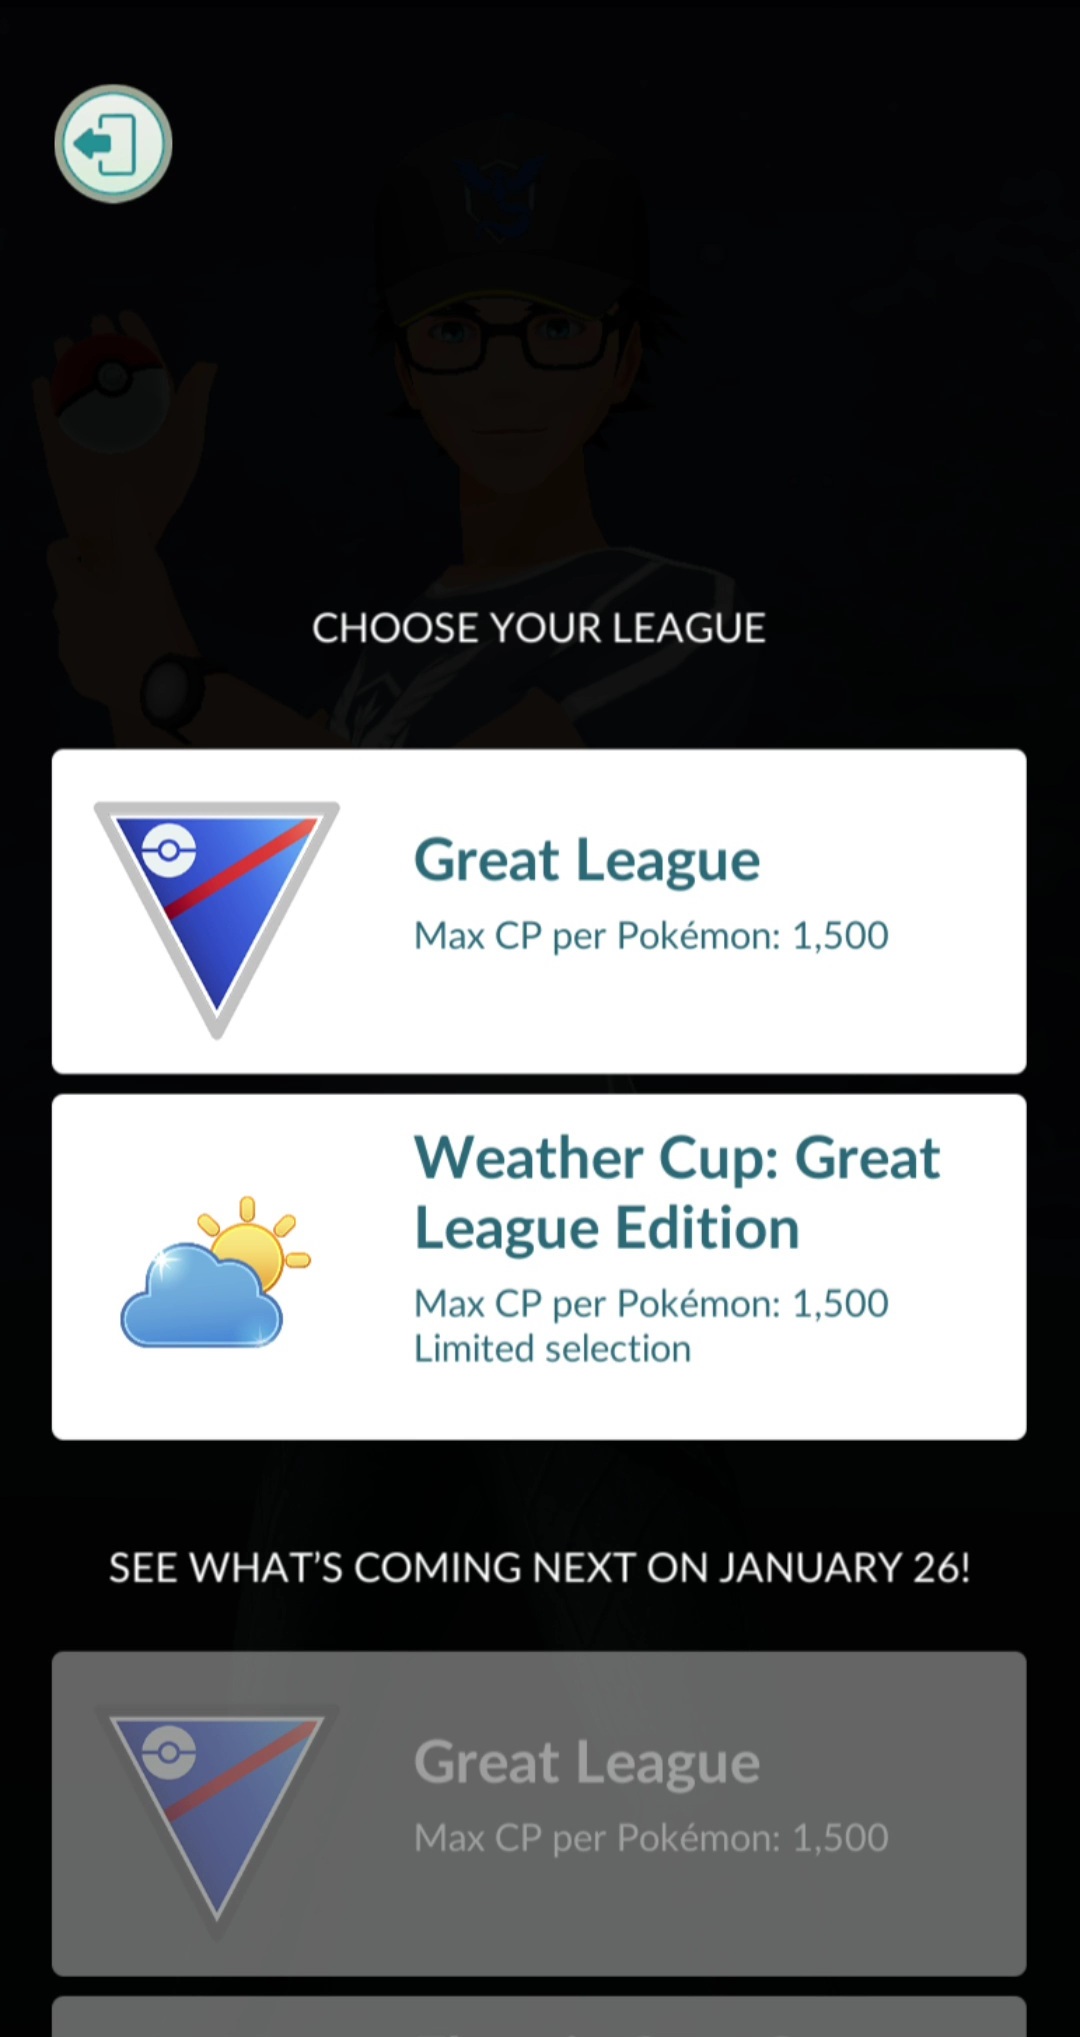 CHOOSE YOUR LEAGUE
Great League
Max CP per Pokémon: 1,500
Weather Cup: Great
League Edition
Max CP per Pokémon: 1,500
Limited selection
SEE WHAT’S COMING NEXT ON JANUARY 26!
Great League
Max CP per Pokémon: 1,500